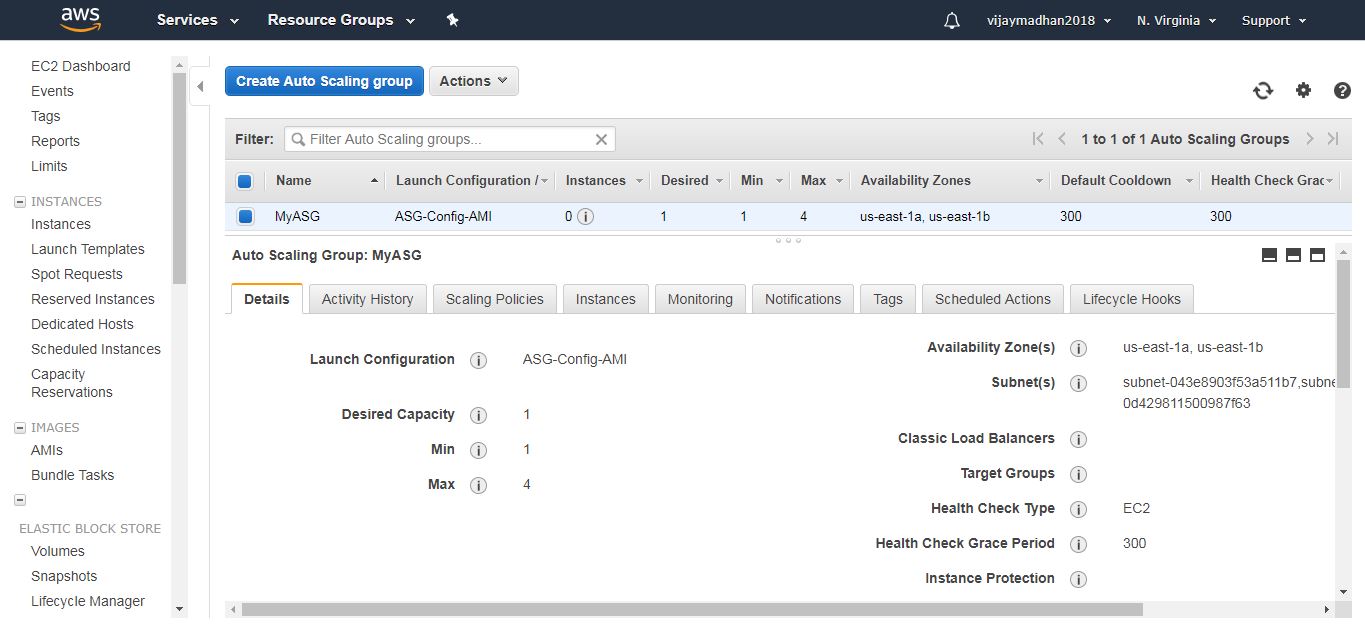 aws Services Resource Groups vijaymadhan2018 N. Virginia Support
EC2 Dashboard
Events
Tags
Reports
Limits
INSTANCES
Instances
Launch Templates
Spot Requests
Reserved Instances
Dedicated Hosts
Scheduled Instances
Capacity
Reservations
IMAGES
AMIs
Bundle Tasks
ELASTIC BLOCK STORE
Volumes
Snapshots
Lifecycle Manager
Create Auto Scaling group Actions
Filter: Filter Auto Scaling groups... 1 to 1 of 1 Auto Scaling Groups
Name Launch Configuration / Instances Desired Min Max Availability Zones Default Cooldown Health Check Grac
MyASG ASG-Config-AMI 0 1 1 4 us-east-1a, us-east-1b 300 300
Auto Scaling Group: MyASG
Details Activity History Scaling Policies Instances Monitoring Notifications Tags Scheduled Actions Lifecycle Hooks
Launch Configuration ASG-Config-AMI
Desired Capacity 1
Min 1
Max 4
Availability Zone(s) us-east-1a, us-east-1b
Subnet(s) subnet-043e8903f53a511b7,subne
0d429811500987f63
Classic Load Balancers
Target Groups
Health Check Type EC2
Health Check Grace Period 300
Instance Protection